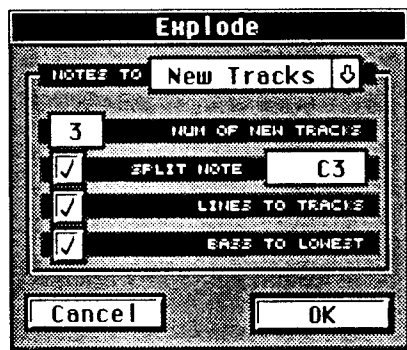 Explode
NOTES TO New Tracks
3 NUM OF NEW TRACKS
SPLIT NOTE C3
LINES TO TRACKS
BASS TO LOWEST
Cancel OK